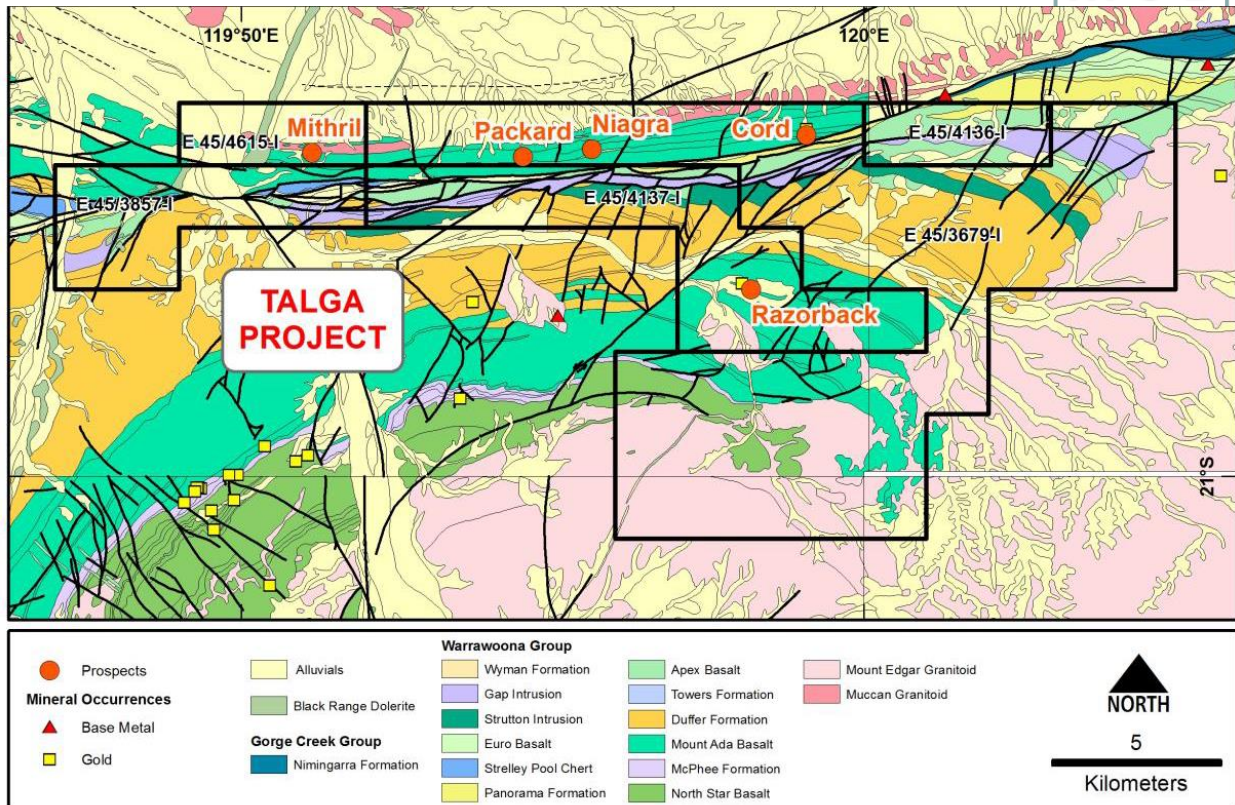 119°50'E
120°E
Mithril
Packard
Niagra
Cord
E 45/4615-I
E 45/4136-I
E 45/3857-I
E 45/4137-I
E 45/3679-I
TALGA
PROJECT
Razorback
21°S
Prospects
Mineral Occurrences
Base Metal
Gold
Alluvials
Black Range Dolerite
Gorge Creek Group
Nimingarra Formation
Warrawoona Group
Wyman Formation
Gap Intrusion
Strutton Intrusion
Euro Basalt
Strelley Pool Chert
Panorama Formation
Apex Basalt
Towers Formation
Duffer Formation
Mount Ada Basalt
McPhee Formation
North Star Basalt
Mount Edgar Granitoid
Muccan Granitoid
NORTH
5
Kilometers